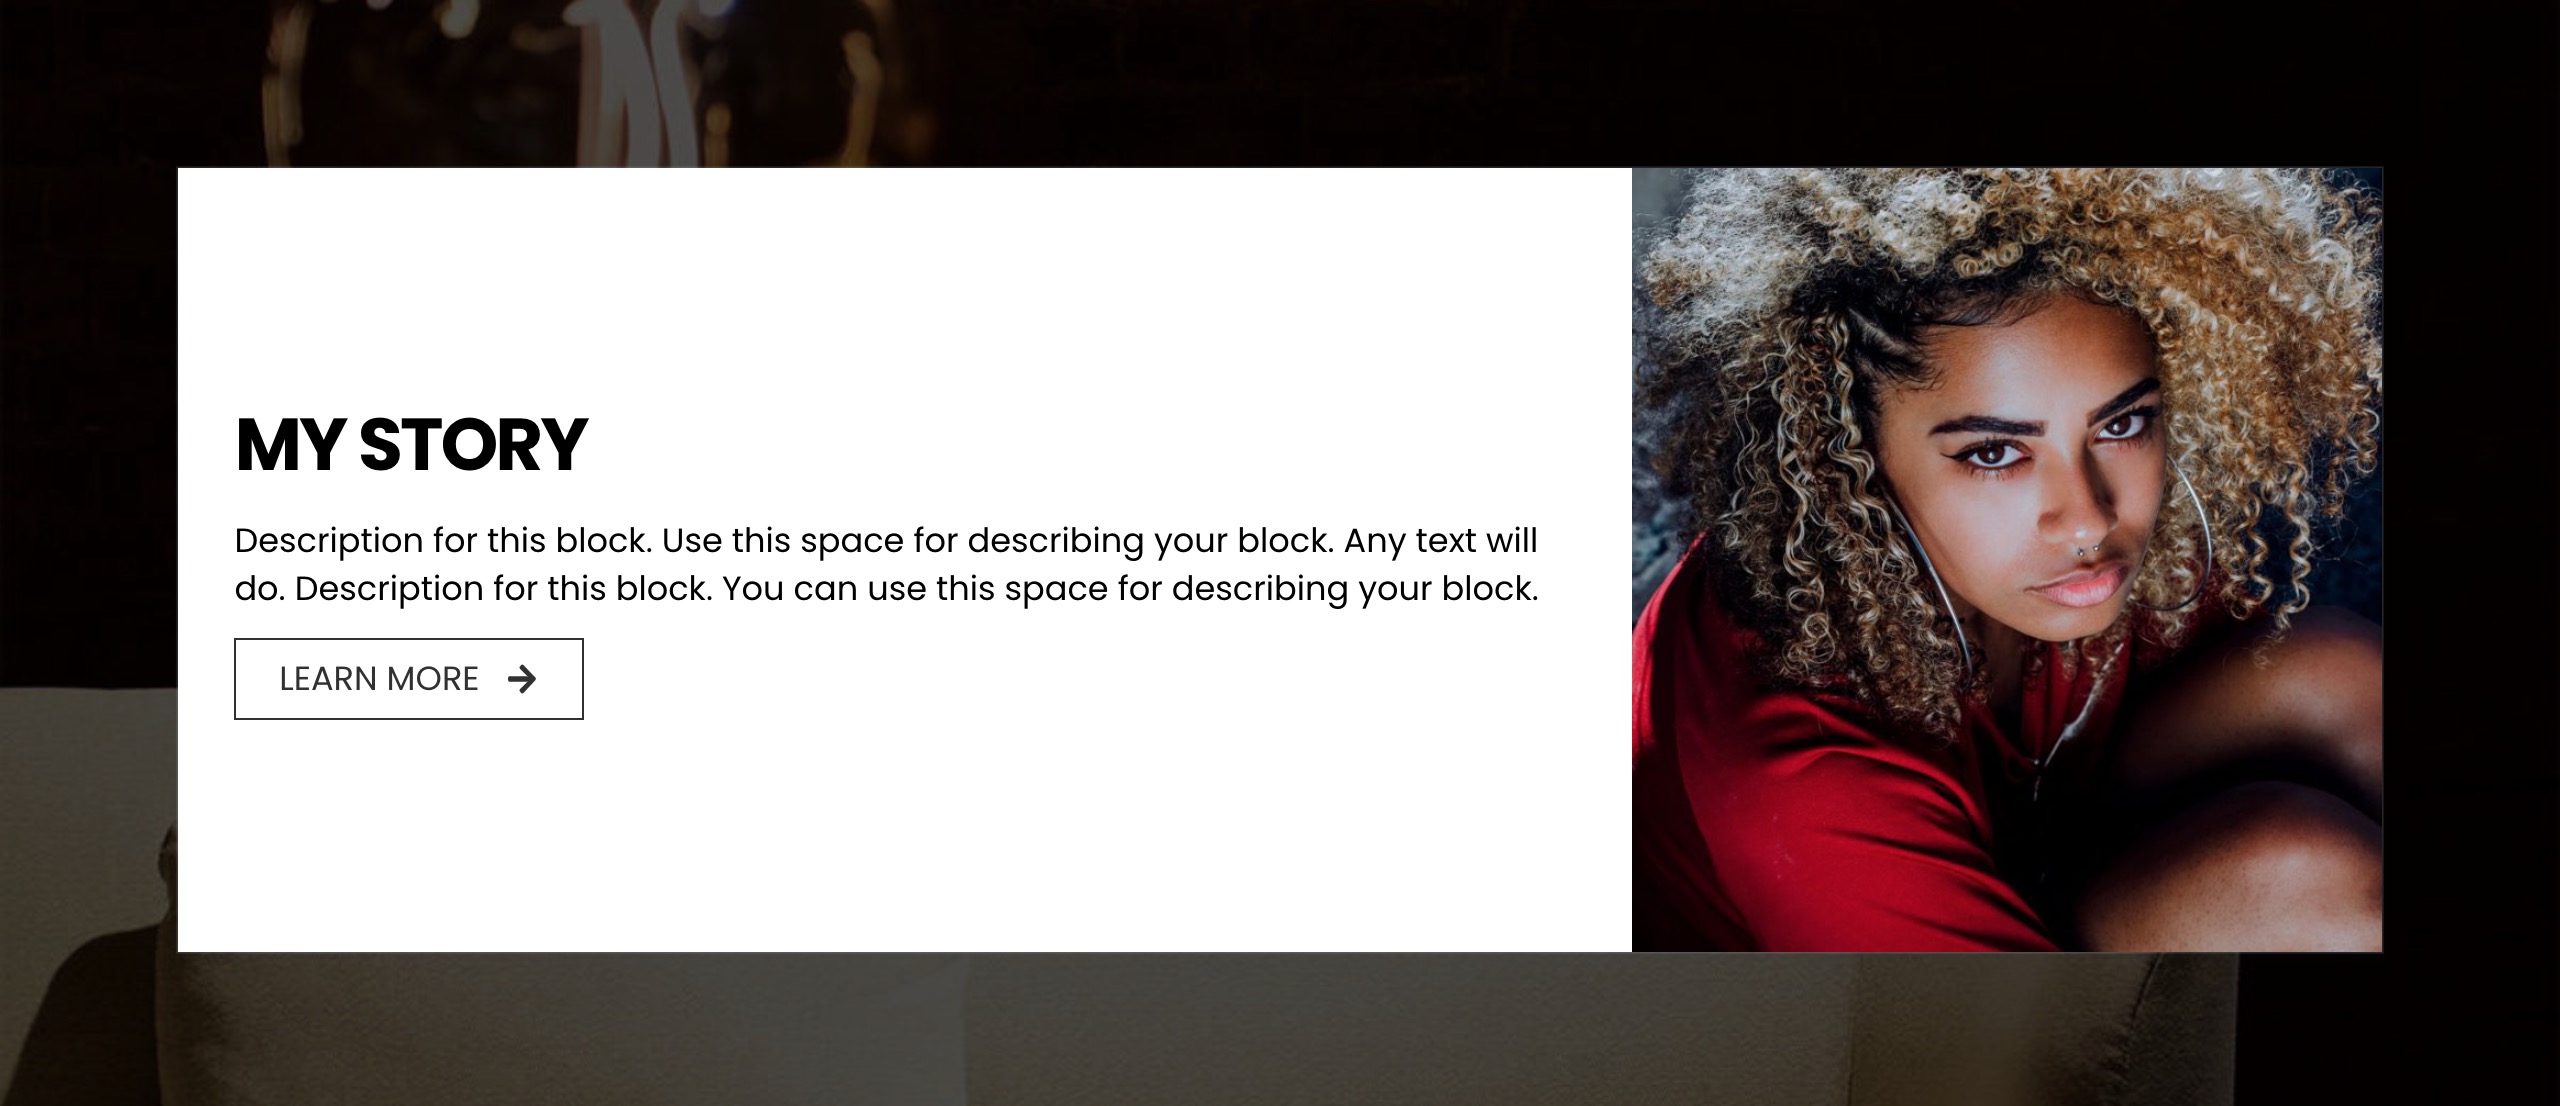 MY STORY
Description for this block. Use this space for describing your block. Any text will
do. Description for this block. You can use this space for describing your block.
LEARN MORE